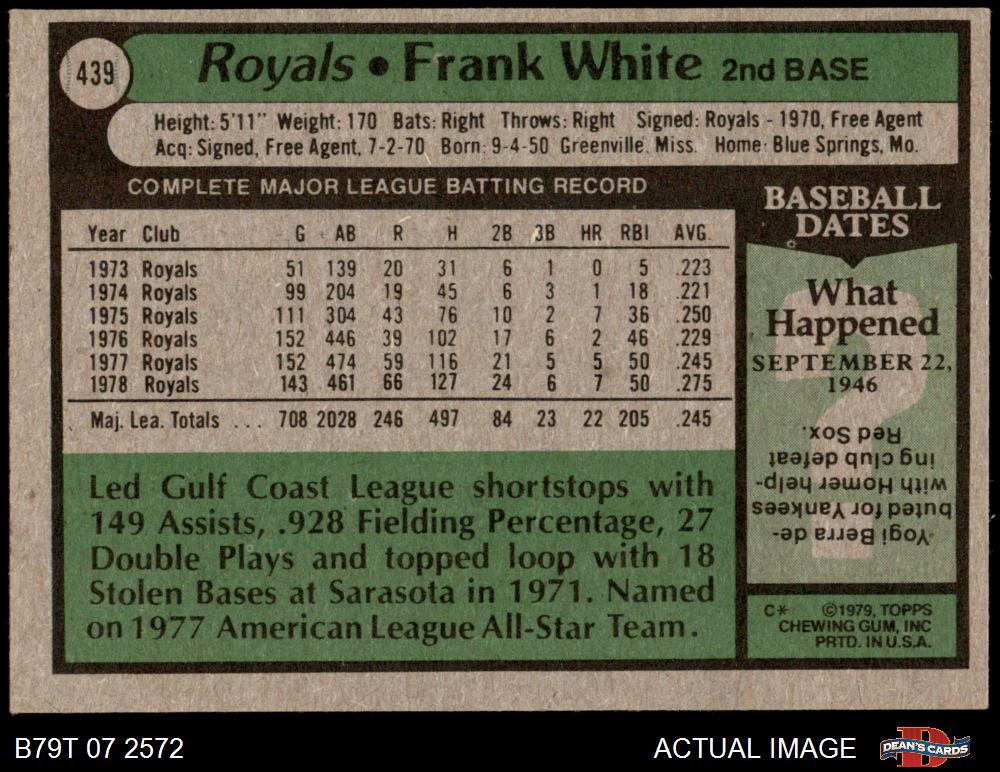 439
Royals • Frank White 2nd BASE
Height: 5'11" Weight: 170 Bats: Right Throws: Right Signed: Royals - 1970, Free Agent
Acq: Signed, Free Agent, 7-2-70 Born: 9-4-50 Greenville, Miss. Home: Blue Springs, Mo.
COMPLETE MAJOR LEAGUE BATTING RECORD
Year Club G AB R H 2B 3B HR RBI AVG.
1973 Royals 51 139 20 31 6 1 0 5 .223
1974 Royals 99 204 19 45 6 3 1 18 .221
1975 Royals 111 304 43 76 10 2 7 36 .250
1976 Royals 152 446 39 102 17 6 2 46 .229
1977 Royals 152 474 59 116 21 5 5 50 .245
1978 Royals 143 461 66 127 24 6 7 50 .275
Maj. Lea. Totals ... 708 2028 246 497 84 23 22 205 .245
Led Gulf Coast League shortstops with
149 Assists, .928 Fielding Percentage, 27
Double Plays and topped loop with 18
Stolen Bases at Sarasota in 1971. Named
on 1977 American League All-Star Team.
BASEBALL
DATES
What
Happened
SEPTEMBER 22,
1946
?
Yogi Berra de-
buted for Yankees
with Homer help-
ing club defeat
Red Sox.
C* ©1979, TOPPS
CHEWING GUM, INC
PRTD. IN U.S.A.
B79T 07 2572
ACTUAL IMAGE
D
DEAN'S CARDS